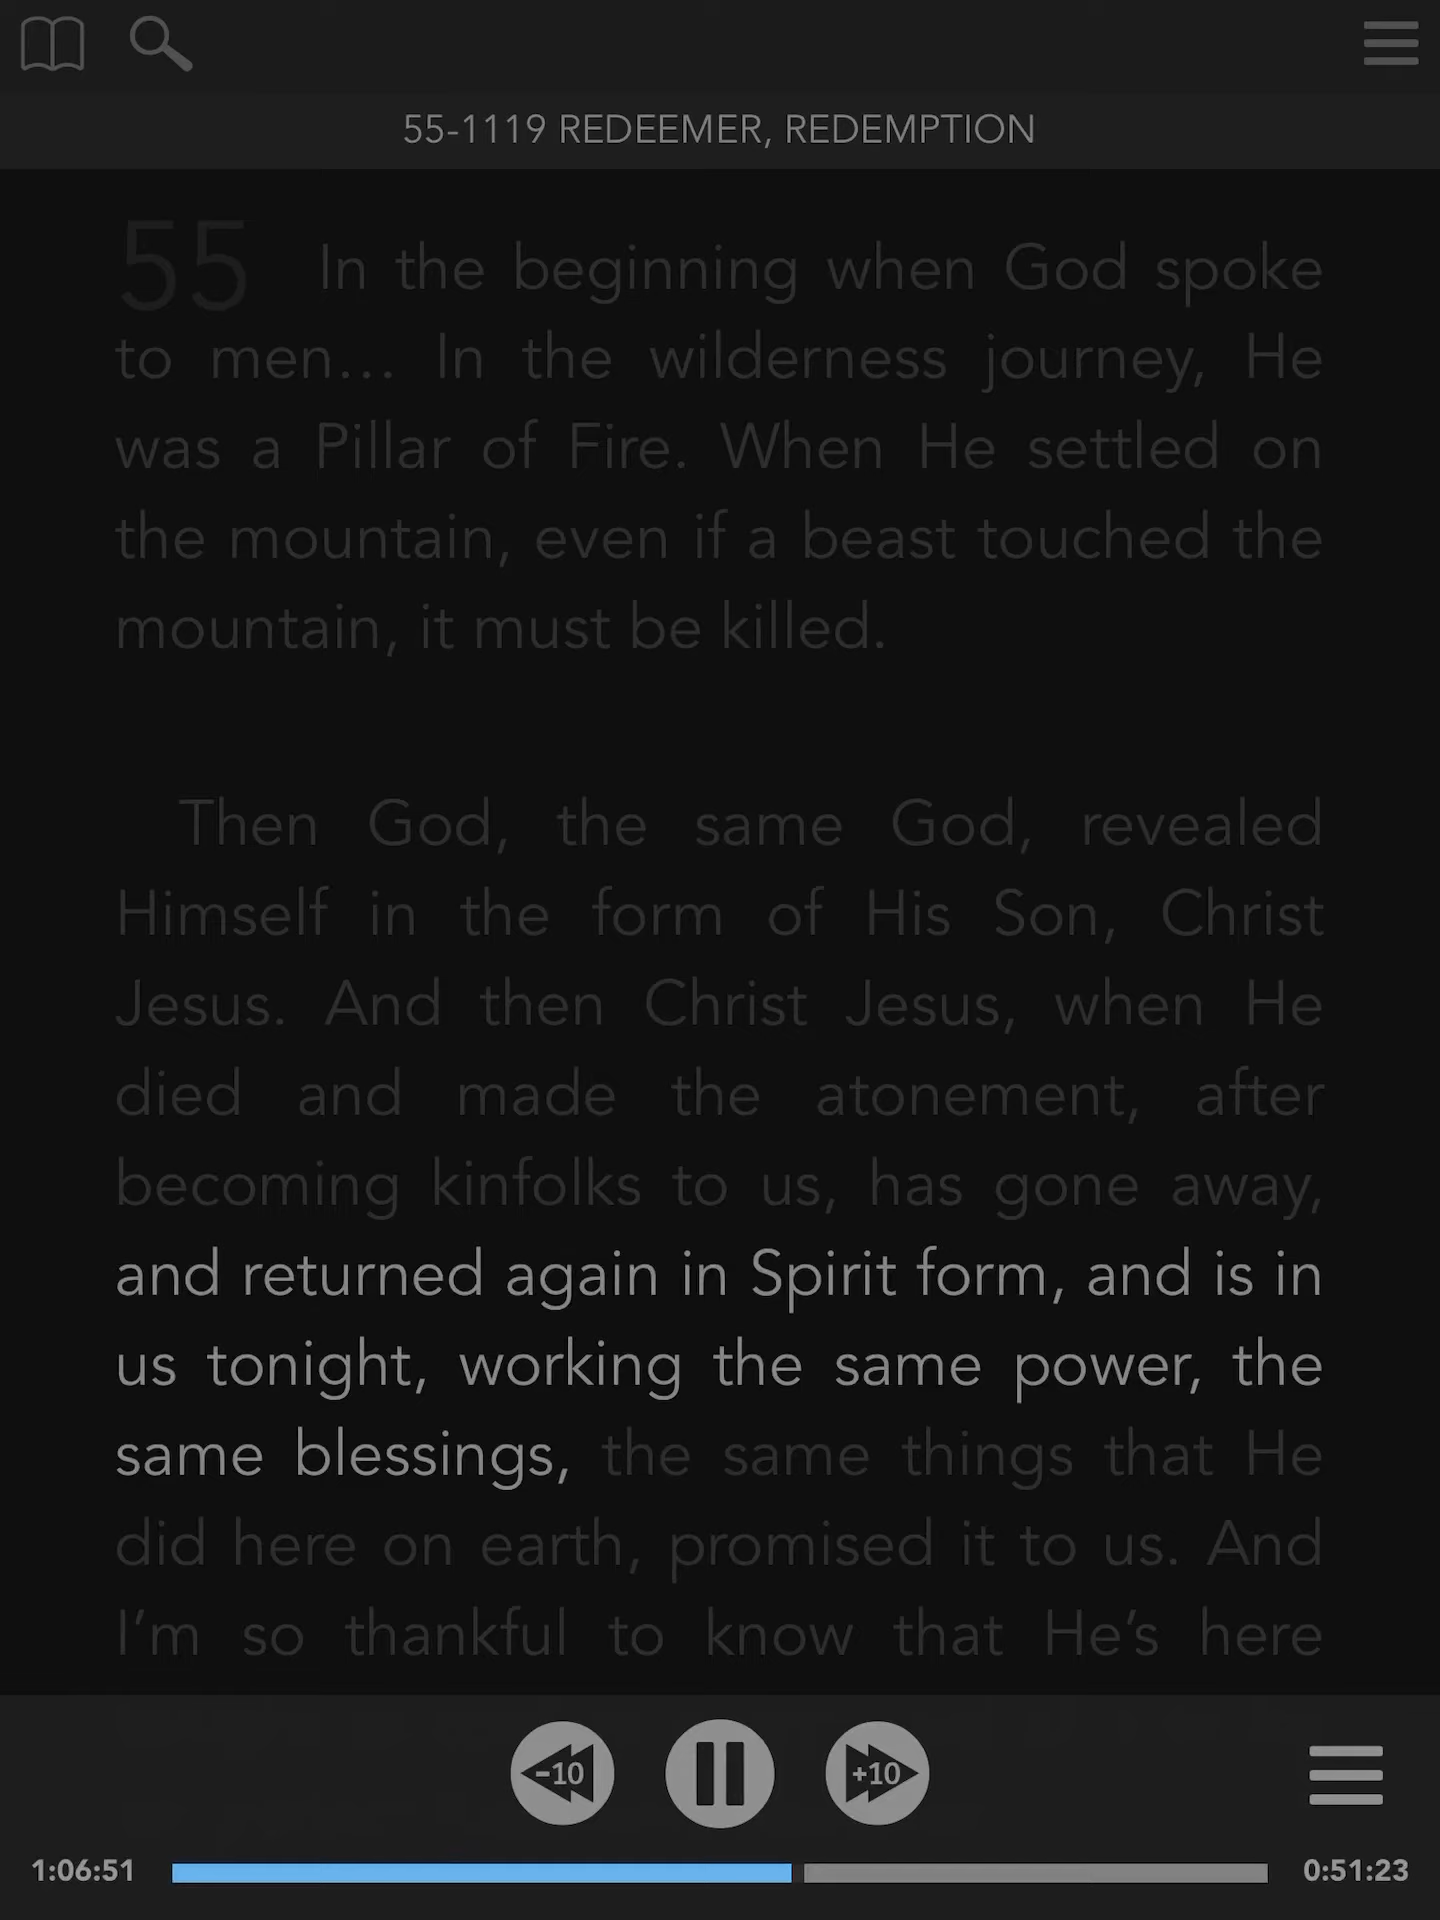 55-1119 REDEEMER, REDEMPTION
55 In the beginning when God spoke
to men... In the wilderness journey, He
was a Pillar of Fire. When He settled on
the mountain, even if a beast touched the
mountain, it must be killed.
Then God, the same God, revealed
Himself in the form of His Son, Christ
Jesus. And then Christ Jesus, when He
died and made the atonement, after
becoming kinfolks to us, has gone away,
and returned again in Spirit form, and is in
us tonight, working the same power, the
same blessings, the same things that He
did here on earth, promised it to us. And
I’m so thankful to know that He’s here
-10 +10
1:06:51 0:51:23